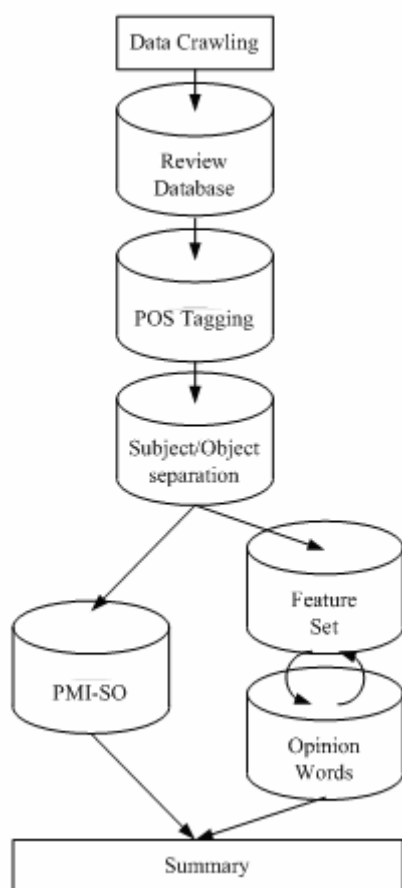 Data Crawling
Review
Database
POS Tagging
Subject/Object
separation
Feature
Set
PMI-SO
Opinion
Words
Summary